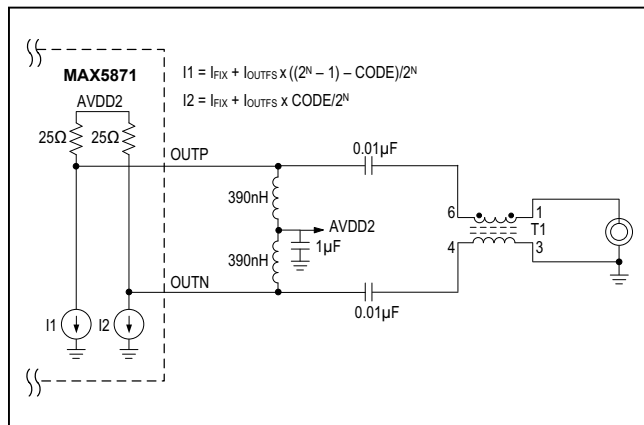 MAX5871
I1 = IFIX + IOUTFS x ((2N – 1) – CODE)/2N
I2 = IFIX + IOUTFS x CODE/2N
AVDD2
25Ω 25Ω
OUTP
0.01µF
390nH
6 1
AVDD2
T1
1µF
4 3
390nH
OUTN
0.01µF
I1 I2